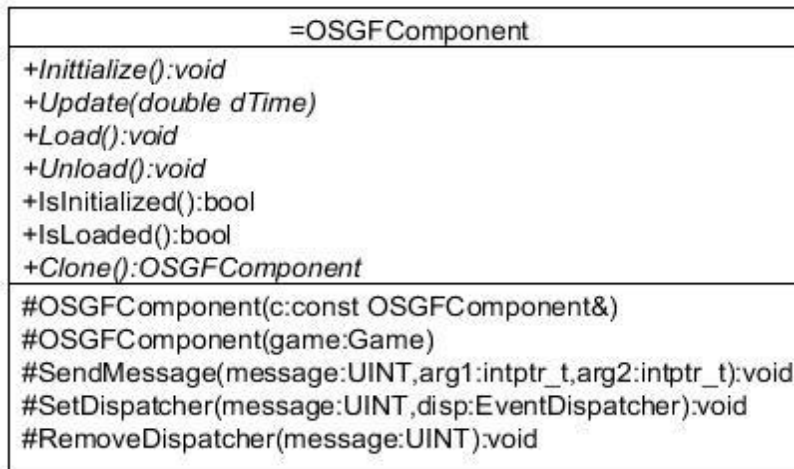 =OSGFComponent
+Inittialize():void
+Update(double dTime)
+Load():void
+Unload():void
+IsInitialized():bool
+IsLoaded():bool
+Clone():OSGFComponent
#OSGFComponent(c:const OSGFComponent&)
#OSGFComponent(game:Game)
#SendMessage(message:UINT,arg1:intptr_t,arg2:intptr_t):void
#SetDispatcher(message:UINT,disp:EventDispatcher):void
#RemoveDispatcher(message:UINT):void